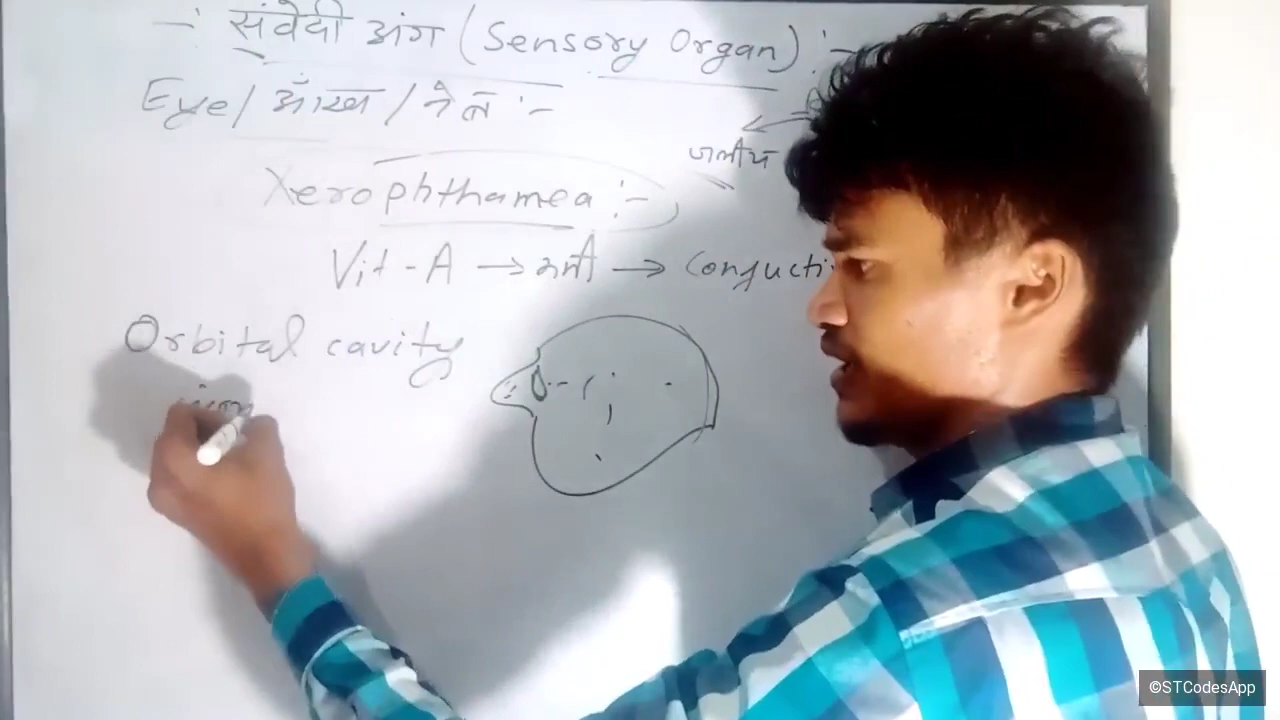 -: संवेदी अंग (Sensory Organ) :-
Eye/ आँख / नेत्र :-
जलीय
Xerophthamea :-
Vit-A → कमी → Conjucti
Orbital cavity
©STCodesApp